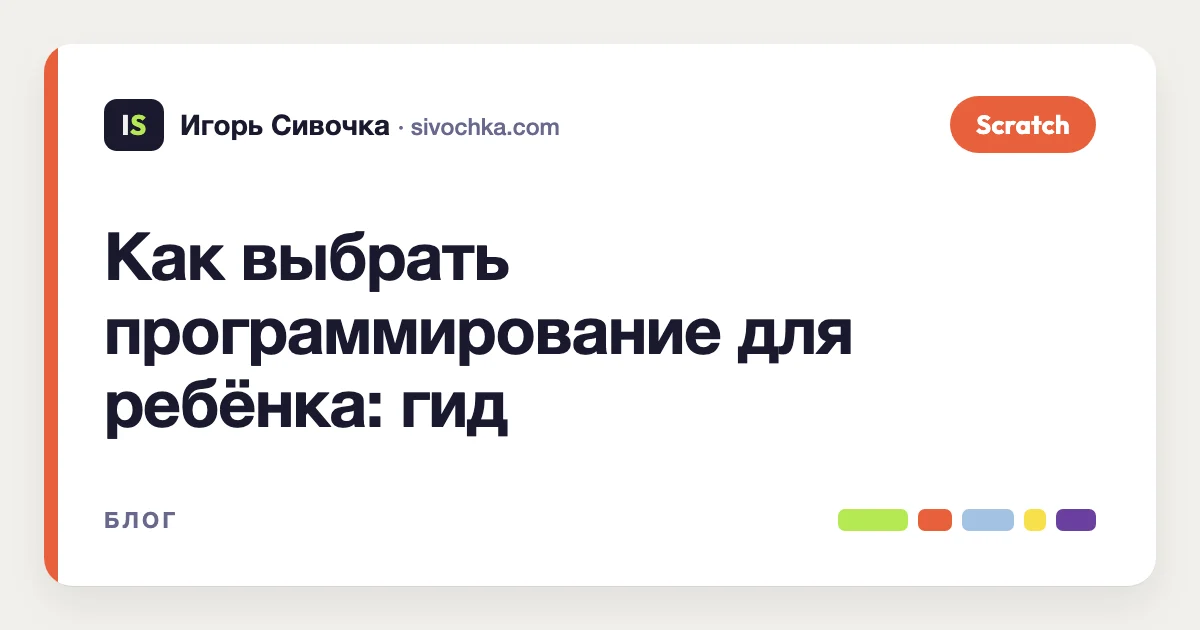 IS Игорь Сивочка · sivochka.com
Scratch
Как выбрать
программирование для
ребёнка: гид
БЛОГ